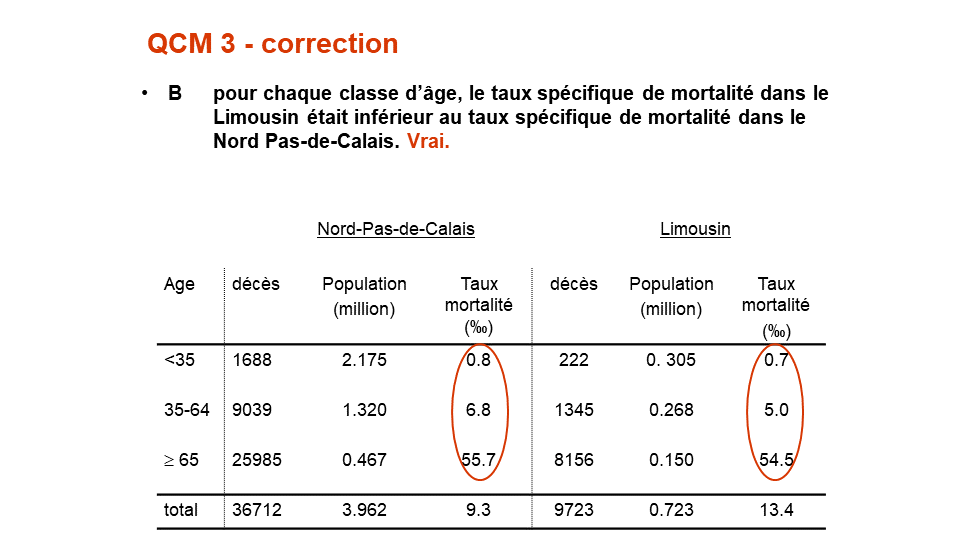 QCM 3 - correction
• B pour chaque classe d’âge, le taux spécifique de mortalité dans le
Limousin était inférieur au taux spécifique de mortalité dans le
Nord Pas-de-Calais. Vrai.
Nord-Pas-de-Calais Limousin
Age décès Population Taux décès Population Taux
(million) mortalité (million) mortalité
(‰) (‰)
<35 1688 2.175 0.8 222 0. 305 0.7
35-64 9039 1.320 6.8 1345 0.268 5.0
≥ 65 25985 0.467 55.7 8156 0.150 54.5
total 36712 3.962 9.3 9723 0.723 13.4